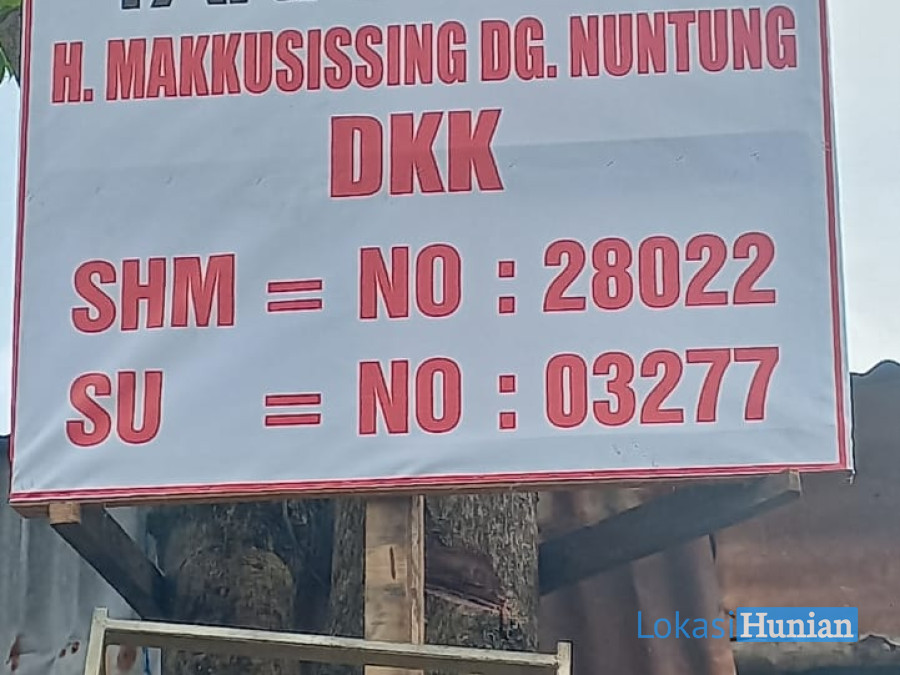 H. MAKKUSISSING DG. NUNTUNG
DKK
SHM = NO : 28022
SU = NO : 03277
LokasiHunian